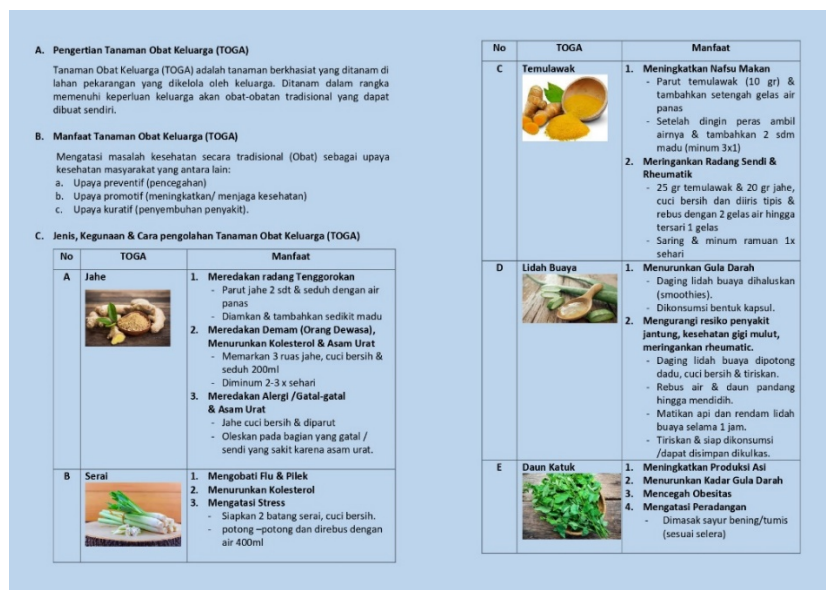 A. Pengertian Tanaman Obat Keluarga (TOGA)
Tanaman Obat Keluarga (TOGA) adalah tanaman berkhasiat yang ditanam di
lahan pekarangan yang dikelola oleh keluarga. Ditanam dalam rangka
memenuhi keperluan keluarga akan obat-obatan tradisional yang dapat
dibuat sendiri.
B. Manfaat Tanaman Obat Keluarga (TOGA)
Mengatasi masalah kesehatan secara tradisional (Obat) sebagai upaya
kesehatan masyarakat yang antara lain:
a. Upaya preventif (pencegahan)
b. Upaya promotif (meningkatkan/ menjaga kesehatan)
c. Upaya kuratif (penyembuhan penyakit).
C. Jenis, Kegunaan & Cara pengolahan Tanaman Obat Keluarga (TOGA)
No TOGA Manfaat
A Jahe 1. Meredakan radang Tenggorokan
- Parut jahe 2 sdt & seduh dengan air
panas
- Diamkan & tambahkan sedikit madu
2. Meredakan Demam (Orang Dewasa),
Menurunkan Kolesterol & Asam Urat
- Memarkan 3 ruas jahe, cuci bersih &
seduh 200ml
- Diminum 2-3 x sehari
3. Meredakan Alergi /Gatal-gatal
& Asam Urat
- Jahe cuci bersih & diparut
- Oleskan pada bagian yang gatal /
sendi yang sakit karena asam urat.
B Serai 1. Mengobati Flu & Pilek
2. Menurunkan Kolesterol
3. Mengatasi Stress
- Siapkan 2 batang serai, cuci bersih.
- potong –potong dan direbus dengan
air 400ml
No TOGA Manfaat
C Temulawak 1. Meningkatkan Nafsu Makan
- Parut temulawak (10 gr) &
tambahkan setengah gelas air
panas
- Setelah dingin peras ambil
airnya & tambahkan 2 sdm
madu (minum 3x1)
2. Meringankan Radang Sendi &
Rheumatik
- 25 gr temulawak & 20 gr jahe,
cuci bersih dan diiris tipis &
rebus dengan 2 gelas air hingga
tersari 1 gelas
- Saring & minum ramuan 1x
sehari
D Lidah Buaya 1. Menurunkan Gula Darah
- Daging lidah buaya dihaluskan
(smoothies).
- Dikonsumsi bentuk kapsul.
2. Mengurangi resiko penyakit
jantung, kesehatan gigi mulut,
meringankan rheumatic.
- Daging lidah buaya dipotong
dadu, cuci bersih & tiriskan.
- Rebus air & daun pandang
hingga mendidih.
- Matikan api dan rendam lidah
buaya selama 1 jam.
- Tiriskan & siap dikonsumsi
/dapat disimpan dikulkas.
E Daun Katuk 1. Meningkatkan Produksi Asi
2. Menurunkan Kadar Gula Darah
3. Mencegah Obesitas
4. Mengatasi Peradangan
- Dimasak sayur bening/tumis
(sesuai selera)